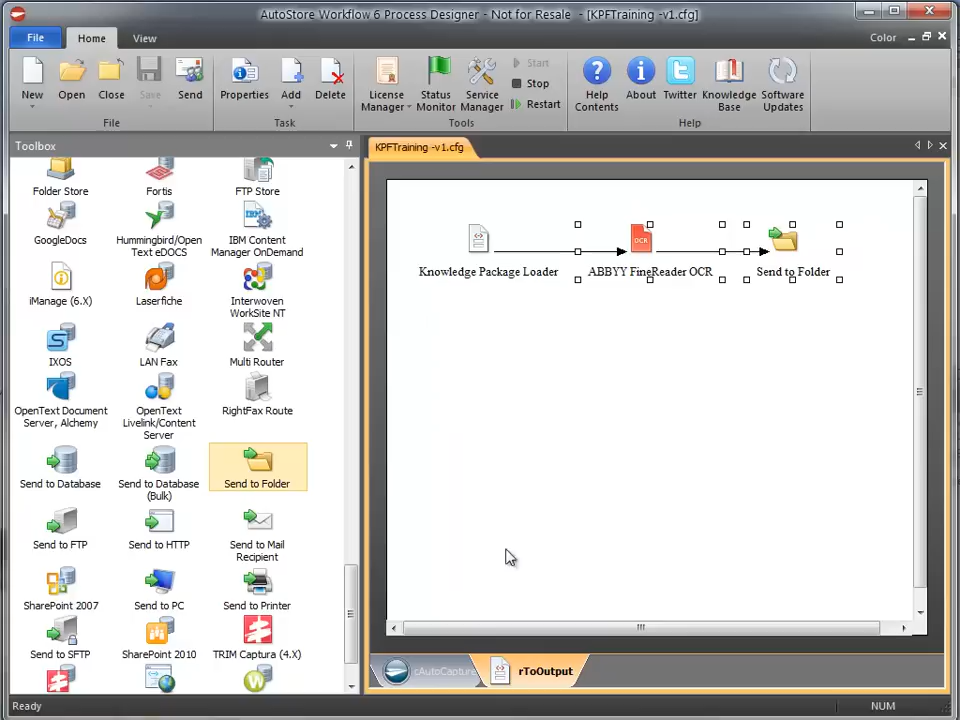 AutoStore Workflow 6 Process Designer - Not for Resale - [KPFTraining -v1.cfg]
File
Home
View
Color
New
Open
Close
Save
Send
Properties
Add
Delete
License
Manager
Status
Monitor
Service
Manager
Start
Stop
Restart
Help
Contents
About
Twitter
Knowledge
Base
Software
Updates
File
Task
Tools
Help
Toolbox
KPFTraining -v1.cfg
Folder Store
Fortis
FTP Store
GoogleDocs
Hummingbird/Open
Text eDOCS
IBM Content
Manager OnDemand
iManage (6.X)
Laserfiche
Interwoven
WorkSite NT
IXOS
LAN Fax
Multi Router
OpenText Document
Server, Alchemy
OpenText
Livelink/Content
Server
RightFax Route
Send to Database
Send to Database
(Bulk)
Send to Folder
Send to FTP
Send to HTTP
Send to Mail
Recipient
SharePoint 2007
Send to PC
Send to Printer
Send to SFTP
SharePoint 2010
TRIM Captura (4.X)
OCR
Knowledge Package Loader
ABBYY FineReader OCR
Send to Folder
cAutoCapture
rToOutput
Ready
NUM